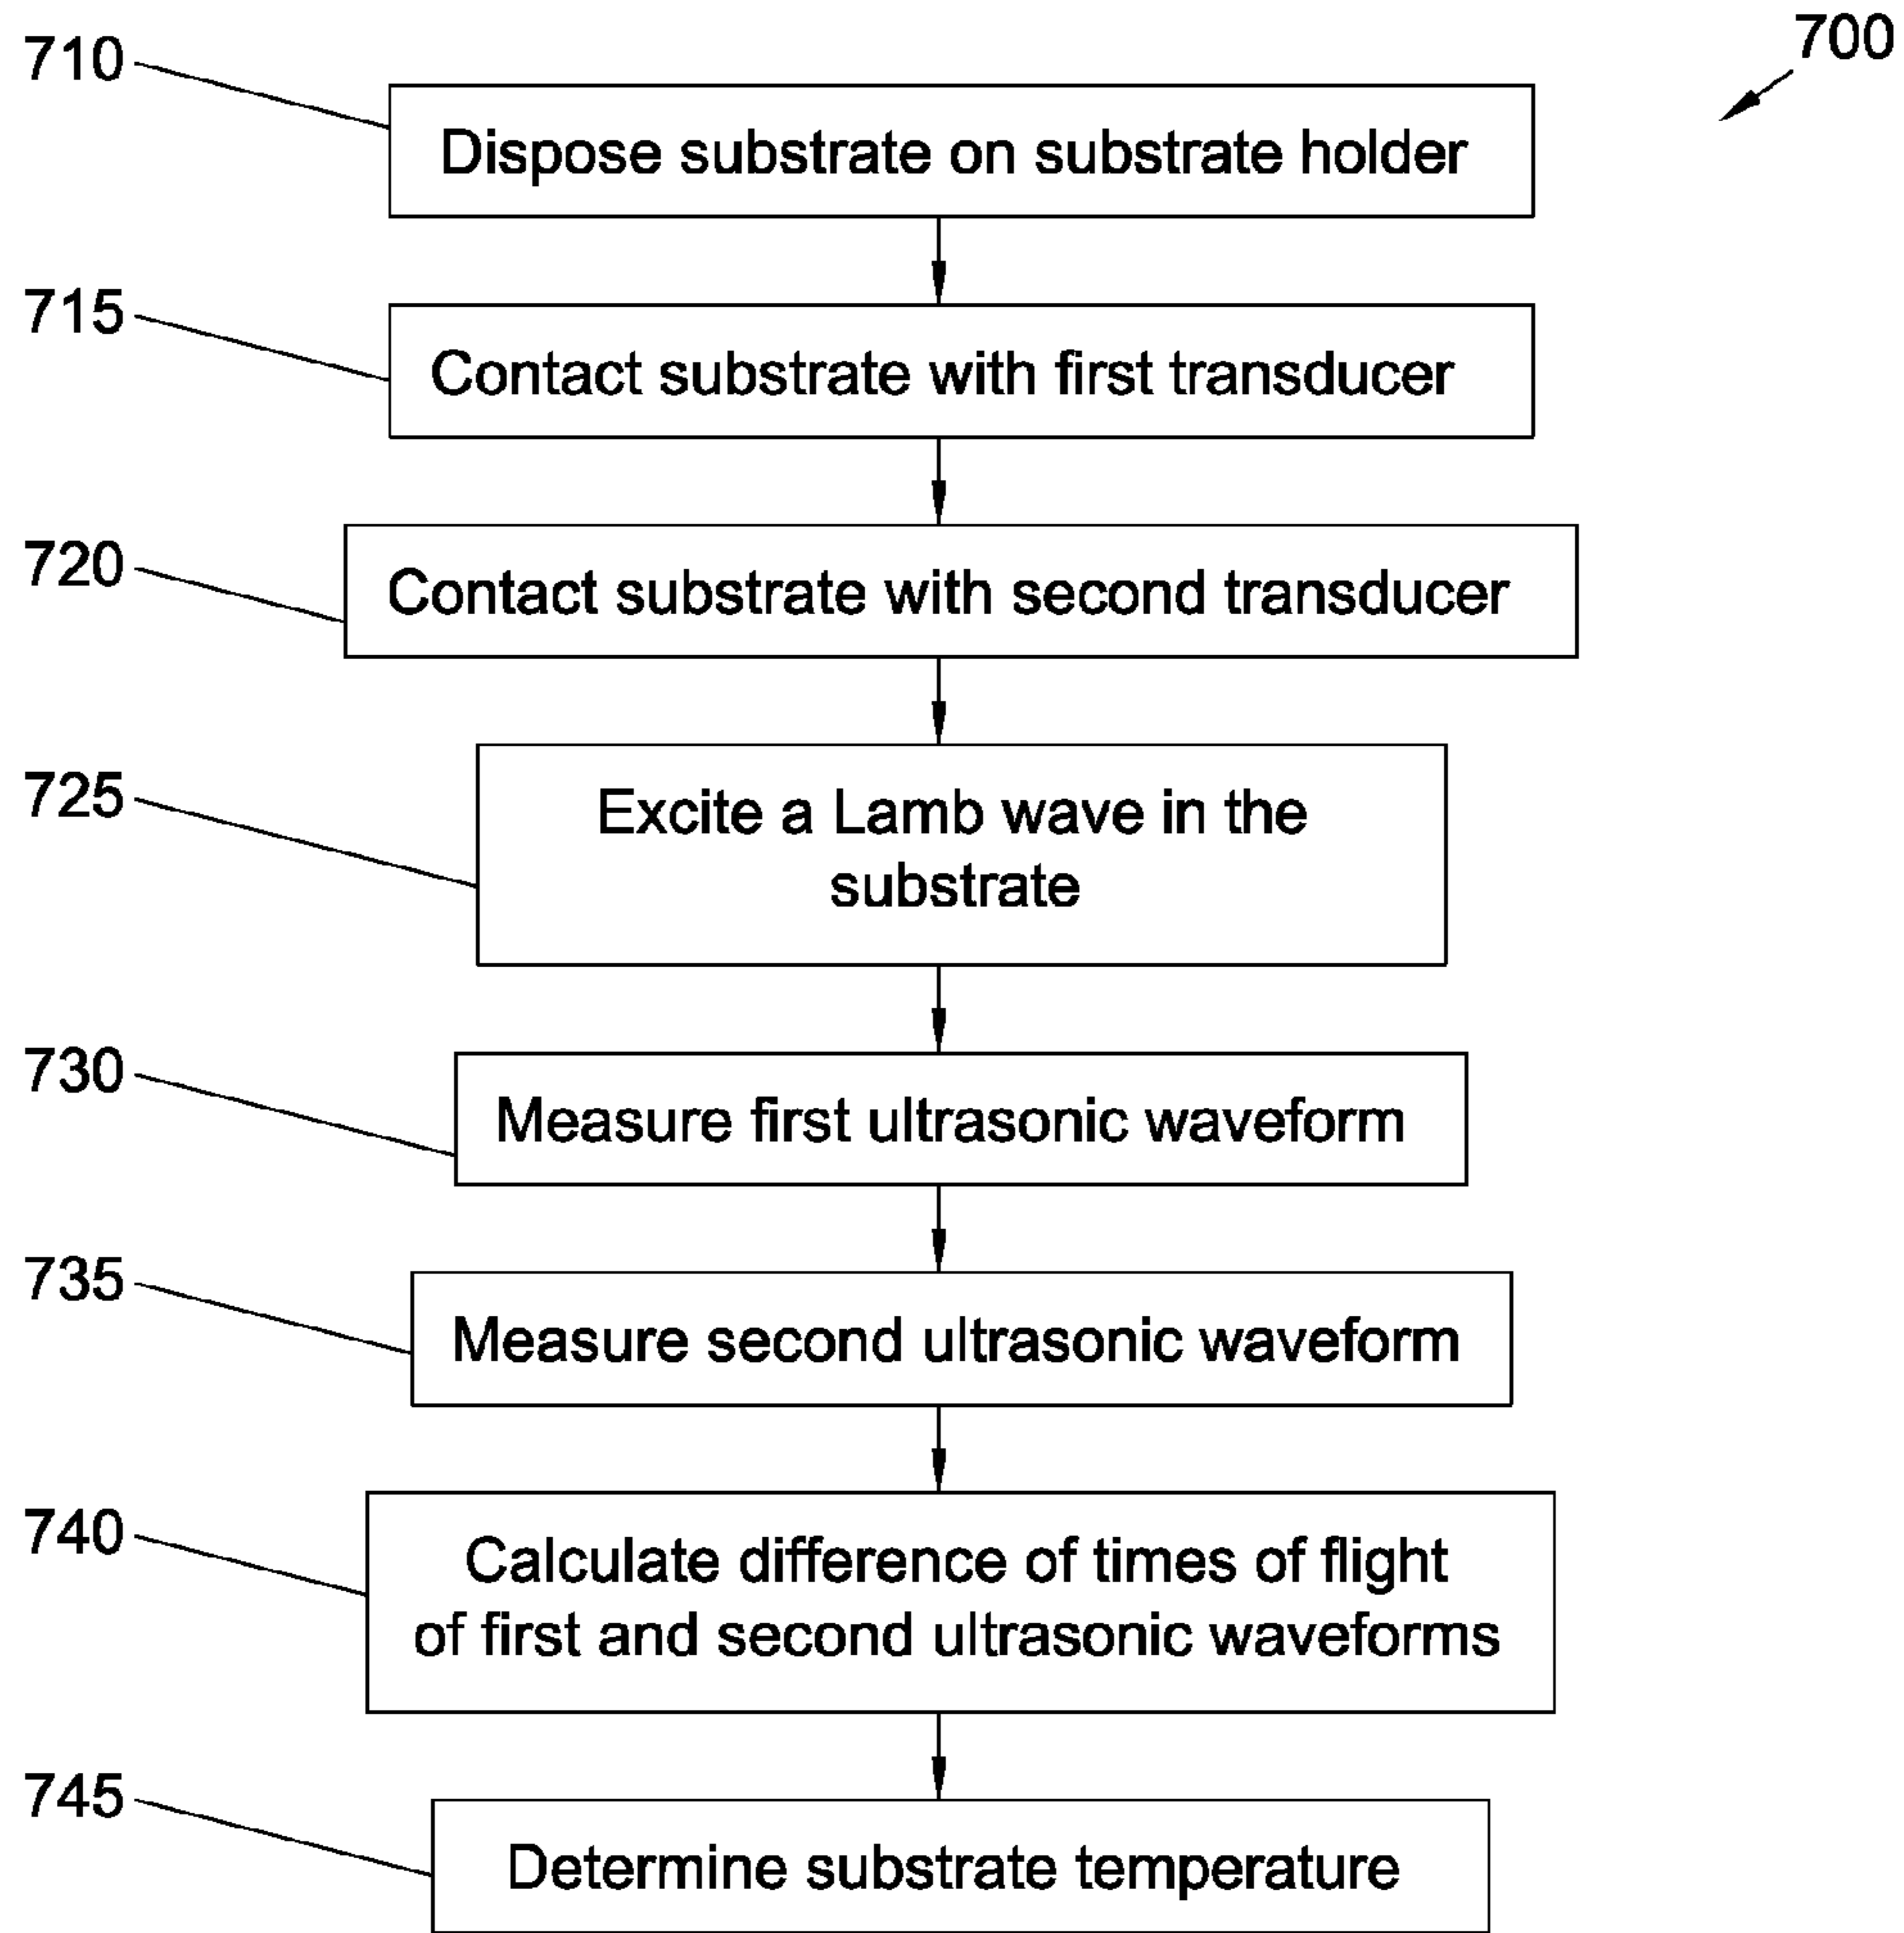 700
710
Dispose substrate on substrate holder
715
Contact substrate with first transducer
720
Contact substrate with second transducer
725
Excite a Lamb wave in the
substrate
730
Measure first ultrasonic waveform
735
Measure second ultrasonic waveform
740
Calculate difference of times of flight
of first and second ultrasonic waveforms
745
Determine substrate temperature